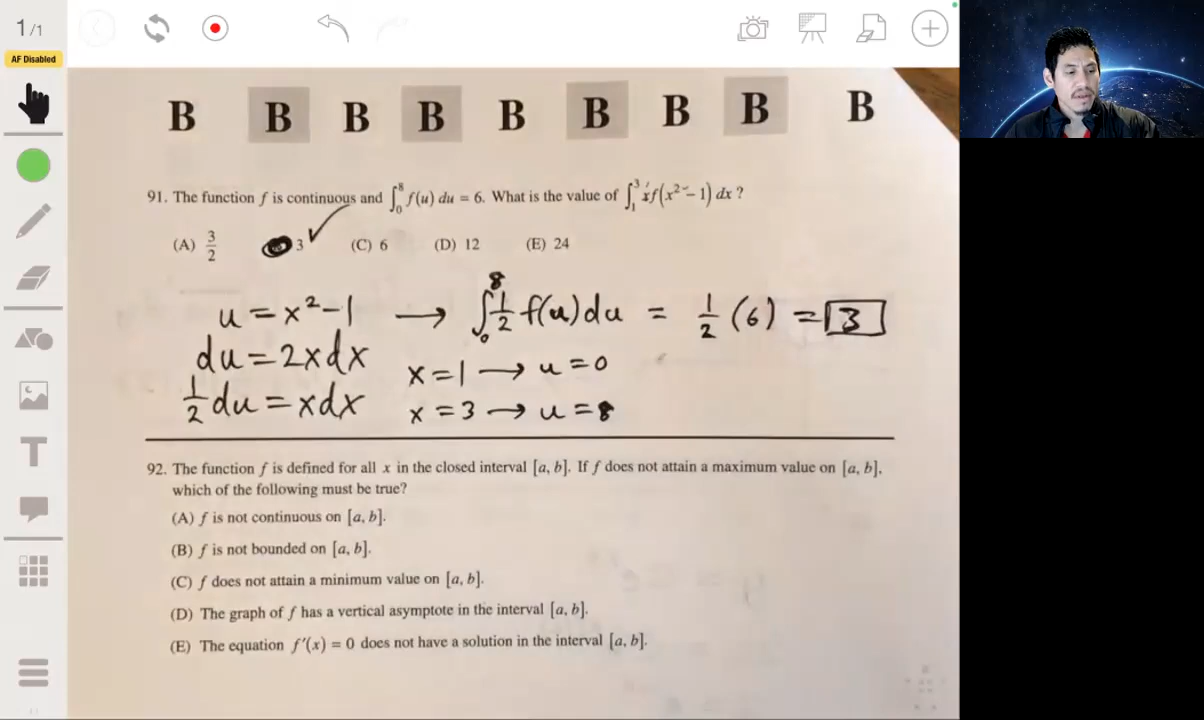 1/1
AF Disabled
B B B B B B B B B
91. The function f is continuous and ∫₀⁸ f(u) du = 6. What is the value of ∫₁³ xf(x² − 1) dx ?
(A) 3/2 3 (C) 6 (D) 12 (E) 24
u = x² − 1 → ∫₀⁸ 1/2 f(u) du = 1/2 (6) = 3
du = 2x dx
x = 1 → u = 0
1/2 du = x dx
x = 3 → u = 8
92. The function f is defined for all x in the closed interval [a, b]. If f does not attain a maximum value on [a, b],
which of the following must be true?
(A) f is not continuous on [a, b].
(B) f is not bounded on [a, b].
(C) f does not attain a minimum value on [a, b].
(D) The graph of f has a vertical asymptote in the interval [a, b].
(E) The equation f′(x) = 0 does not have a solution in the interval [a, b].
T